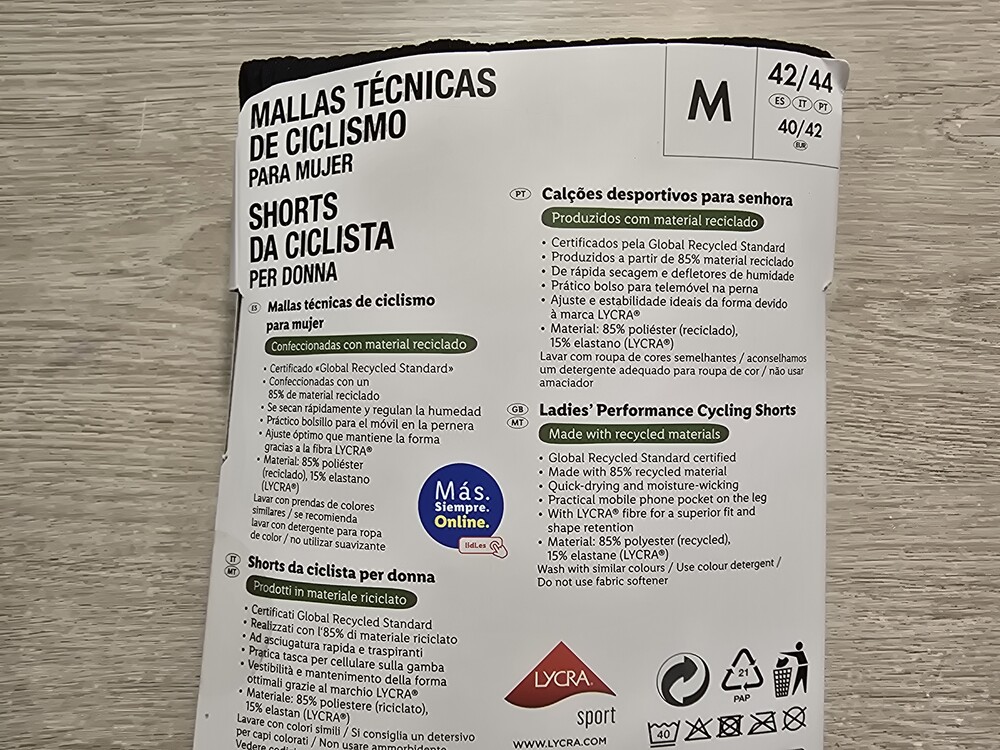 MALLAS TÉCNICAS
DE CICLISMO
PARA MUJER
SHORTS
DA CICLISTA
PER DONNA
ES Mallas técnicas de ciclismo
para mujer
Confeccionadas con material reciclado
• Certificado «Global Recycled Standard»
• Confeccionadas con un
85% de material reciclado
• Se secan rápidamente y regulan la humedad
• Práctico bolsillo para el móvil en la pernera
• Ajuste óptimo que mantiene la forma
gracias a la fibra LYCRA®
• Material: 85% poliéster
(reciclado), 15% elastano
(LYCRA®)
Lavar con prendas de colores
similares / se recomienda
lavar con detergente para ropa
de color / no utilizar suavizante
Más.
Siempre.
Online.
lidl.es
IT MT Shorts da ciclista per donna
Prodotti in materiale riciclato
• Certificati Global Recycled Standard
• Realizzati con l'85% di materiale riciclato
• Ad asciugatura rapida e traspiranti
• Pratica tasca per cellulare sulla gamba
• Vestibilità e mantenimento della forma
ottimali grazie al marchio LYCRA®
• Materiale: 85% poliestere (riciclato),
15% elastan (LYCRA®)
Lavare con colori simili / Si consiglia un detersivo
per capi colorati / Non usare ammorbidente
M
42/44
ES IT PT
40/42
EUR
PT Calções desportivos para senhora
Produzidos com material reciclado
• Certificados pela Global Recycled Standard
• Produzidos a partir de 85% material reciclado
• De rápida secagem e defletores de humidade
• Prático bolso para telemóvel na perna
• Ajuste e estabilidade ideais da forma devido
à marca LYCRA®
• Material: 85% poliéster (reciclado),
15% elastano (LYCRA®)
Lavar com roupa de cores semelhantes / aconselhamos
um detergente adequado para roupa de cor / não usar
amaciador
GB MT Ladies' Performance Cycling Shorts
Made with recycled materials
• Global Recycled Standard certified
• Made with 85% recycled material
• Quick-drying and moisture-wicking
• Practical mobile phone pocket on the leg
• With LYCRA® fibre for a superior fit and
shape retention
• Material: 85% polyester (recycled),
15% elastane (LYCRA®)
Wash with similar colours / Use colour detergent /
Do not use fabric softener
LYCRA®
sport
WWW.LYCRA.COM
21
PAP
40